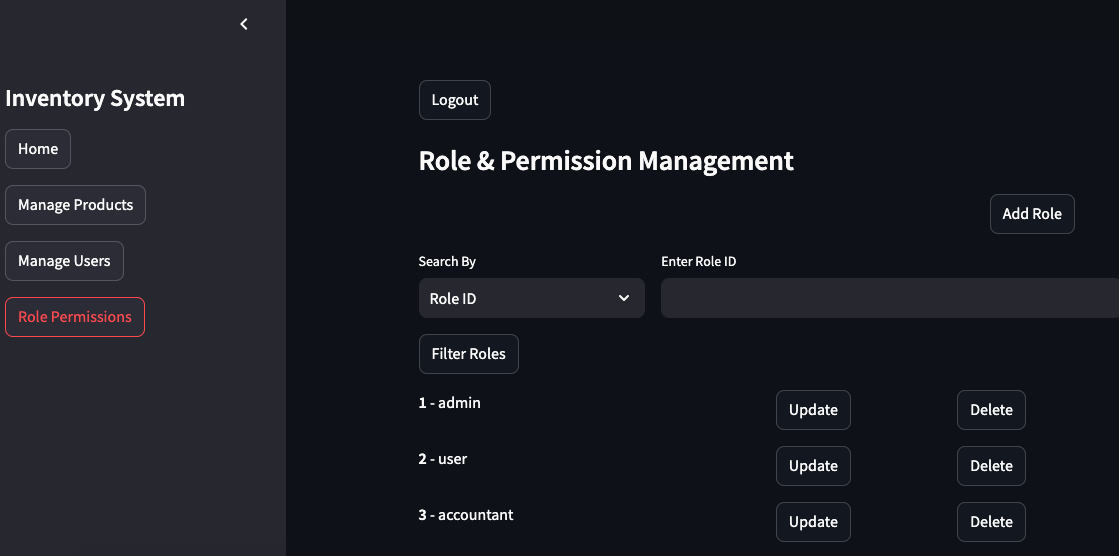 Inventory System
Home
Manage Products
Manage Users
Role Permissions
Logout
Role & Permission Management
Add Role
Search By
Enter Role ID
Role ID
Filter Roles
1 - admin Update Delete
2 - user Update Delete
3 - accountant Update Delete